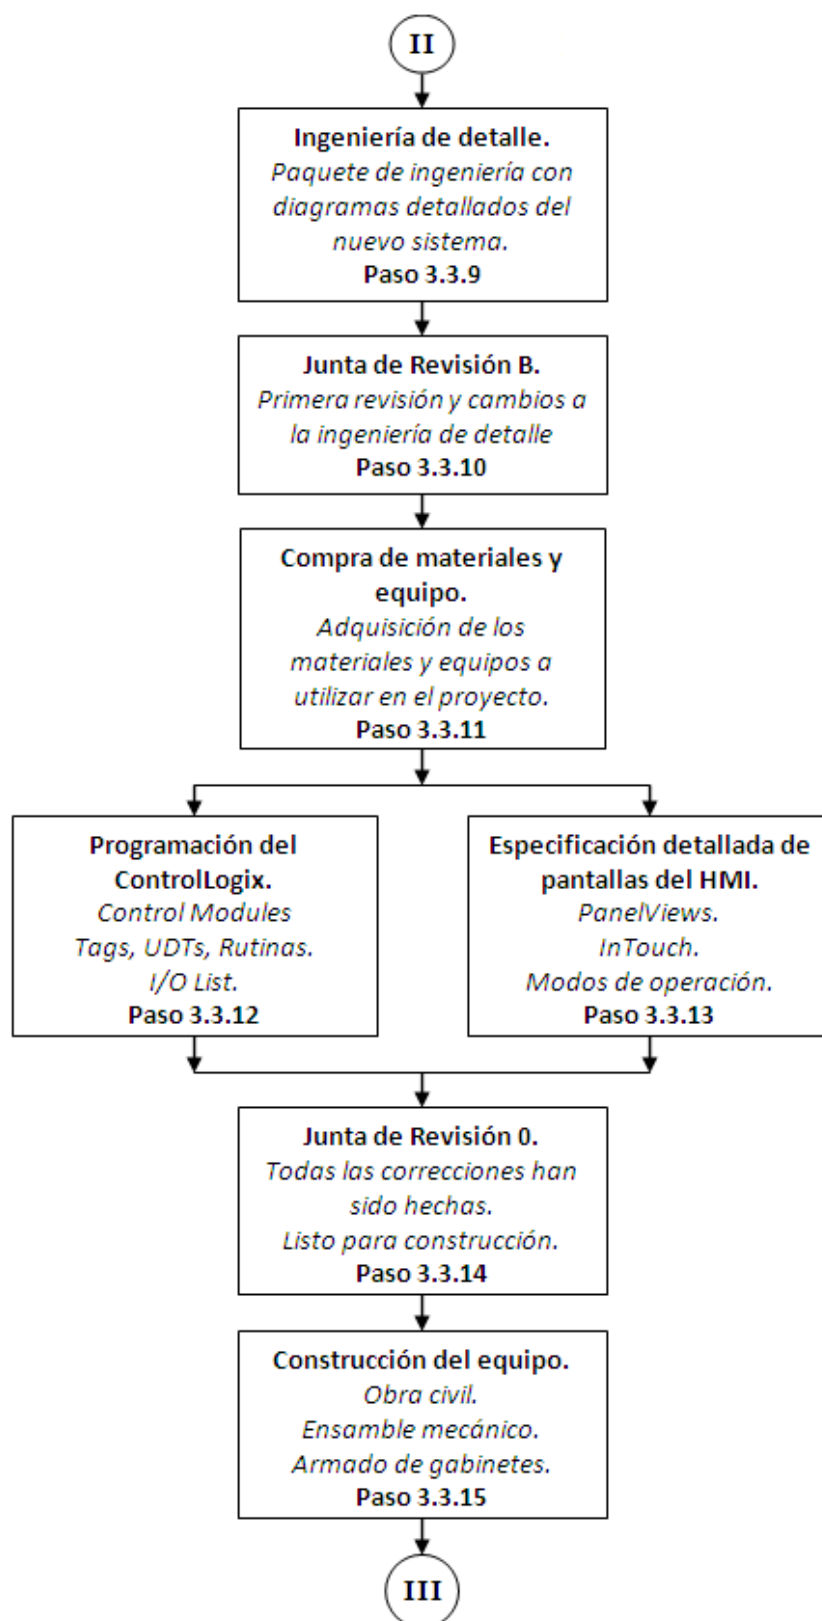 II
Ingeniería de detalle.
Paquete de ingeniería con
diagramas detallados del
nuevo sistema.
Paso 3.3.9
Junta de Revisión B.
Primera revisión y cambios a
la ingeniería de detalle
Paso 3.3.10
Compra de materiales y
equipo.
Adquisición de los
materiales y equipos a
utilizar en el proyecto.
Paso 3.3.11
Programación del
ControlLogix.
Control Modules
Tags, UDTs, Rutinas.
I/O List.
Paso 3.3.12
Especificación detallada de
pantallas del HMI.
PanelViews.
InTouch.
Modos de operación.
Paso 3.3.13
Junta de Revisión 0.
Todas las correcciones han
sido hechas.
Listo para construcción.
Paso 3.3.14
Construcción del equipo.
Obra civil.
Ensamble mecánico.
Armado de gabinetes.
Paso 3.3.15
III